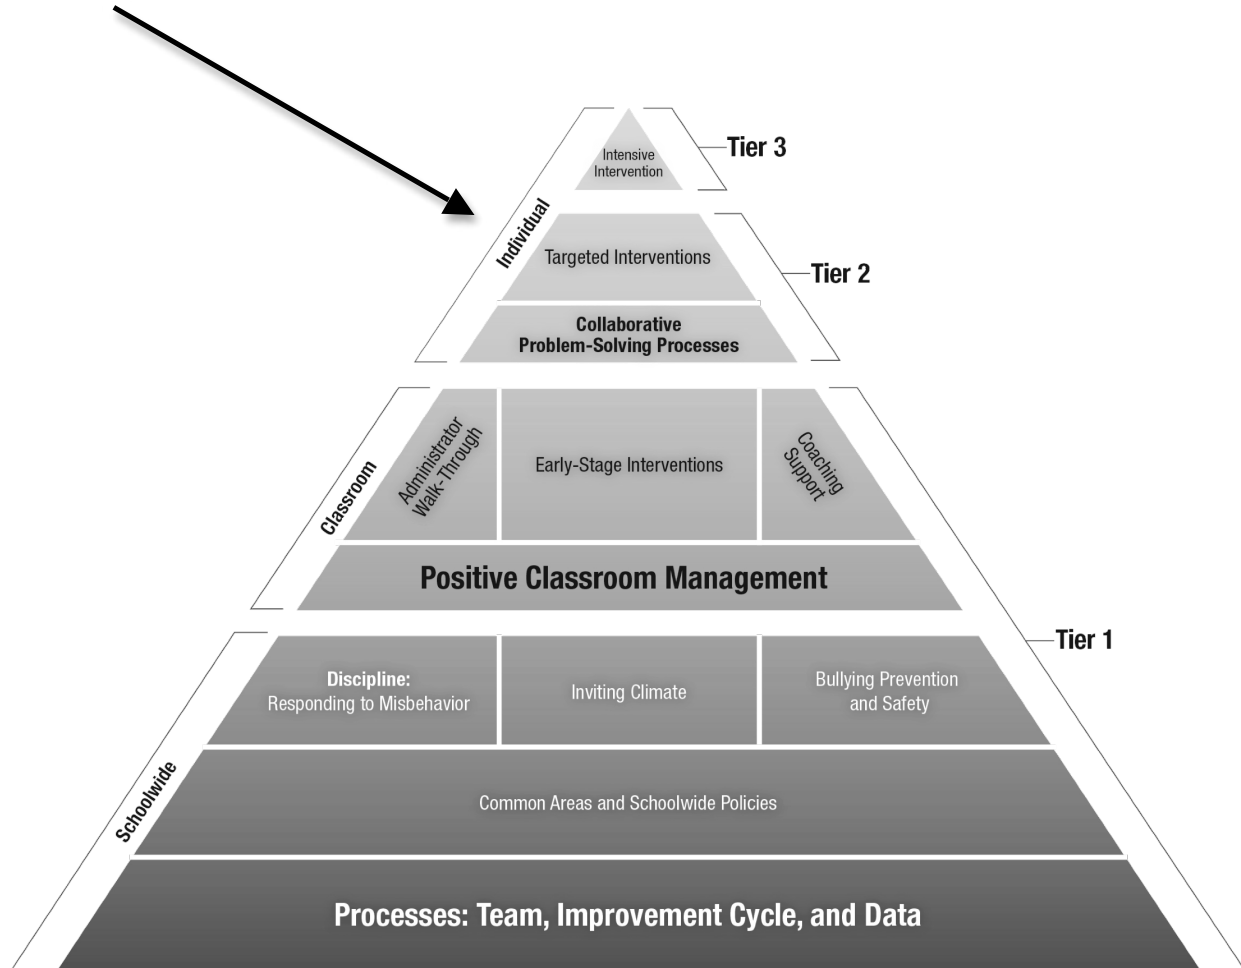 Intensive
Intervention
Tier 3
Individual
Targeted Interventions
Tier 2
Collaborative
Problem-Solving Processes
Classroom
Administrator
Walk-Through
Early-Stage Interventions
Coaching
Support
Positive Classroom Management
Tier 1
Schoolwide
Discipline:
Responding to Misbehavior
Inviting Climate
Bullying Prevention
and Safety
Common Areas and Schoolwide Policies
Processes: Team, Improvement Cycle, and Data